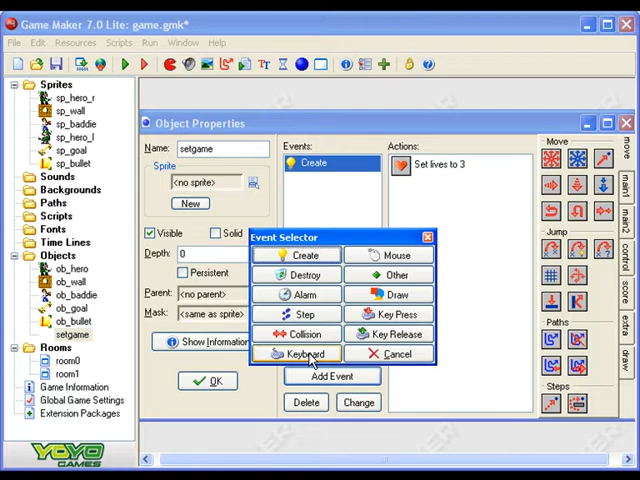 Game Maker 7.0 Lite: game.gmk*
File Edit Resources Scripts Run Window Help
Sprites
sp_hero_r
sp_wall
sp_baddie
sp_hero_l
sp_goal
sp_bullet
Sounds
Backgrounds
Paths
Scripts
Fonts
Time Lines
Objects
ob_hero
ob_wall
ob_baddie
ob_goal
ob_bullet
setgame
Rooms
room0
room1
Game Information
Global Game Settings
Extension Packages
YOYO
GAMES
Object Properties
Name: setgame
Sprite
<no sprite>
New
Visible Solid
Depth: 0
Persistent
Parent: <no parent>
Mask: <same as sprite>
Show Information
OK
Events:
Create
Event Selector
Create Mouse
Destroy Other
Alarm Draw
Step Key Press
Collision Key Release
Keyboard Cancel
Add Event
Delete Change
Actions:
Set lives to 3
Move
Jump
Paths
Steps
move
main1
main2
control
score
extra
draw